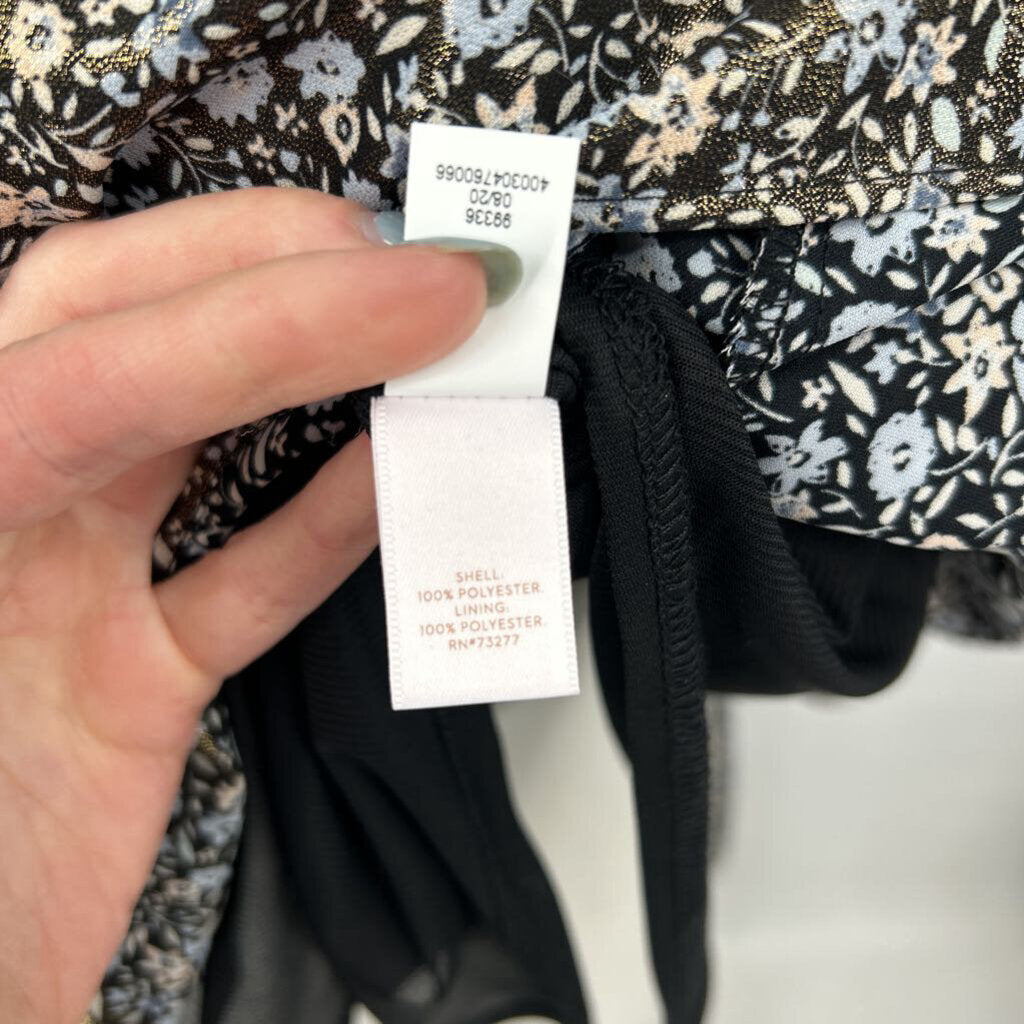 99336
08/20
400304760066
SHELL:
100% POLYESTER.
LINING:
100% POLYESTER.
RN#73277